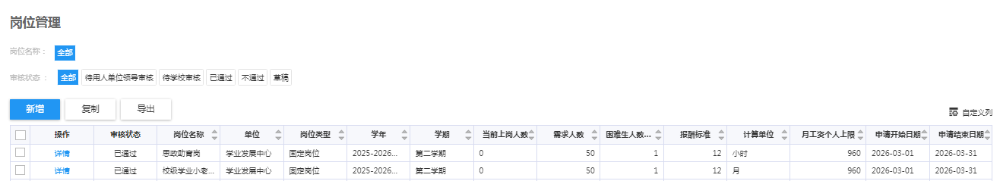 岗位管理
岗位名称： 全部
审核状态 ： 全部 待用人单位领导审核 待学校审核 已通过 不通过 草稿
新增 复制 导出
自定义列
操作 审核状态 岗位名称 单位 岗位类型 学年 学期 当前上岗人数 需求人数 困难生人数... 报酬标准 计算单位 月工资个人上限 申请开始日期 申请结束日期
详情 已通过 思政助育岗 学业发展中心 固定岗位 2025-2026... 第二学期 0 50 1 12 小时 960 2026-03-01 2026-03-31
详情 已通过 校级学业小老... 学业发展中心 固定岗位 2025-2026... 第二学期 0 50 1 12 月 960 2026-03-01 2026-03-31